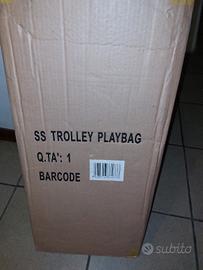 SS TROLLEY PLAYBAG
Q.TA': 1
BARCODE
subito